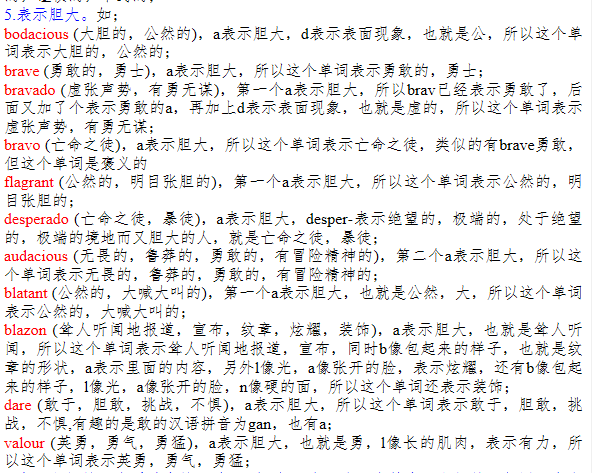 5.表示胆大。如;
bodacious (大胆的, 公然的), a表示胆大, d表示表面现象, 也就是公, 所以这个单
词表示大胆的, 公然的;
brave (勇敢的, 勇士), a表示胆大, 所以这个单词表示勇敢的, 勇士;
bravado (虚张声势, 有勇无谋), 第一个a表示胆大, 所以brav已经表示勇敢了, 后
面又加了个表示勇敢的a, 再加上d表示表面现象, 也就是虚的, 所以这个单词表示
虚张声势, 有勇无谋;
bravo (亡命之徒), a表示胆大, 所以这个单词表示亡命之徒, 类似的有brave勇敢,
但这个单词是褒义的
flagrant (公然的, 明目张胆的), 第一个a表示胆大, 所以这个单词表示公然的, 明
目张胆的;
desperado (亡命之徒, 暴徒), a表示胆大, desper-表示绝望的, 极端的, 处于绝望
的, 极端的境地而又胆大的人, 就是亡命之徒, 暴徒;
audacious (无畏的, 鲁莽的, 勇敢的, 有冒险精神的), 第二个a表示胆大, 所以这
个单词表示无畏的, 鲁莽的, 勇敢的, 有冒险精神的;
blatant (公然的, 大喊大叫的), 第一个a表示胆大, 也就是公然, 大, 所以这个单词
表示公然的, 大喊大叫的;
blazon (耸人听闻地报道, 宣布, 纹章, 炫耀, 装饰), a表示胆大, 也就是耸人听
闻, 所以这个单词表示耸人听闻地报道, 宣布, 同时b像包起来的样子, 也就是纹
章的形状, a表示里面的内容, 另外l像光, a像张开的脸, 表示炫耀, 还有b像包起
来的样子, l像光, a像张开的脸, n像硬的面, 所以这个单词还表示装饰;
dare (敢于, 胆敢, 挑战, 不惧), a表示胆大, 所以这个单词表示敢于, 胆敢, 挑
战, 不惧,有趣的是敢的汉语拼音为gan, 也有a;
valour (英勇, 勇气, 勇猛), a表示胆大, 也就是勇, l像长的肌肉, 表示有力, 所
以这个单词表示英勇, 勇气, 勇猛;